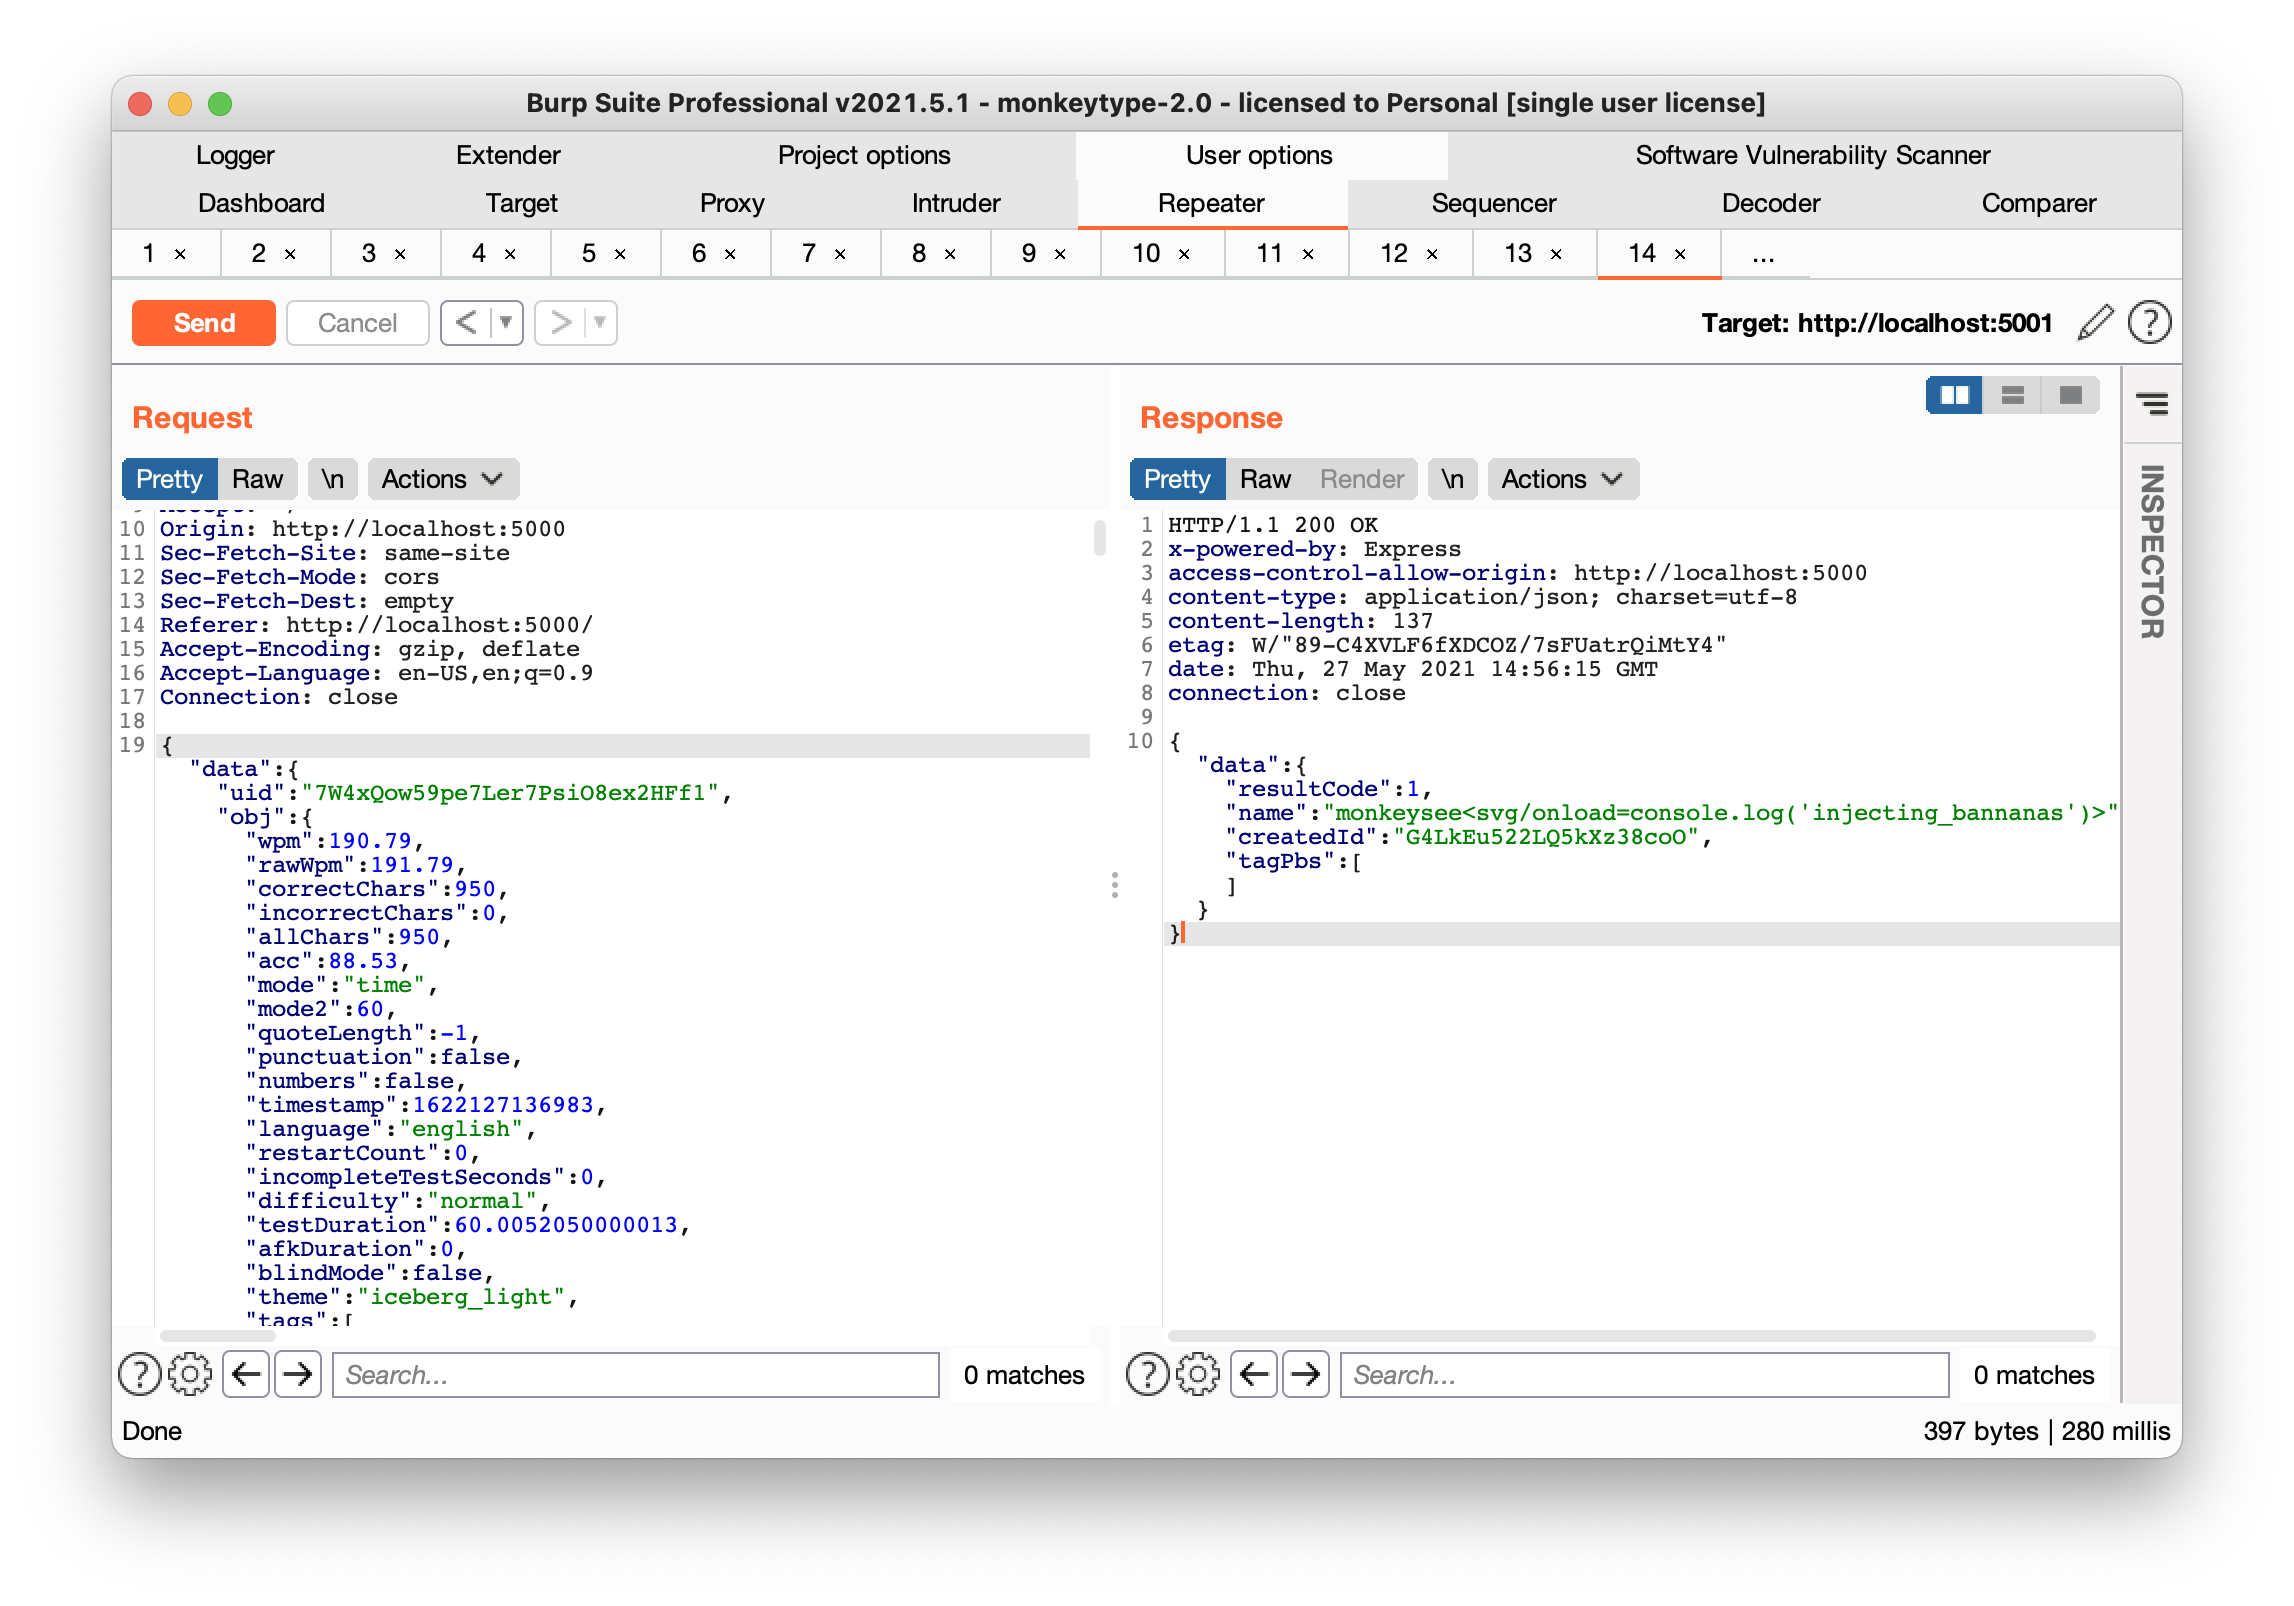 Burp Suite Professional v2021.5.1 - monkeytype-2.0 - licensed to Personal [single user license]
Logger Extender Project options User options Software Vulnerability Scanner
Dashboard Target Proxy Intruder Repeater Sequencer Decoder Comparer
1 × 2 × 3 × 4 × 5 × 6 × 7 × 8 × 9 × 10 × 11 × 12 × 13 × 14 × ...
Send Cancel < ▼ > ▼ Target: http://localhost:5001 ?
Request
Pretty Raw \n Actions
10 Origin: http://localhost:5000
11 Sec-Fetch-Site: same-site
12 Sec-Fetch-Mode: cors
13 Sec-Fetch-Dest: empty
14 Referer: http://localhost:5000/
15 Accept-Encoding: gzip, deflate
16 Accept-Language: en-US,en;q=0.9
17 Connection: close
18
19 {
"data":{
"uid":"7W4xQow59pe7Ler7PsiO8ex2HFf1",
"obj":{
"wpm":190.79,
"rawWpm":191.79,
"correctChars":950,
"incorrectChars":0,
"allChars":950,
"acc":88.53,
"mode":"time",
"mode2":60,
"quoteLength":-1,
"punctuation":false,
"numbers":false,
"timestamp":1622127136983,
"language":"english",
"restartCount":0,
"incompleteTestSeconds":0,
"difficulty":"normal",
"testDuration":60.0052050000013,
"afkDuration":0,
"blindMode":false,
"theme":"iceberg_light",
"tags":[
? Search... 0 matches
Response
Pretty Raw Render \n Actions
1 HTTP/1.1 200 OK
2 x-powered-by: Express
3 access-control-allow-origin: http://localhost:5000
4 content-type: application/json; charset=utf-8
5 content-length: 137
6 etag: W/"89-C4XVLF6fXDCOZ/7sFUatrQiMtY4"
7 date: Thu, 27 May 2021 14:56:15 GMT
8 connection: close
9
10 {
"data":{
"resultCode":1,
"name":"monkeysee<svg/onload=console.log('injecting_bannanas')>"
"createdId":"G4LkEu522LQ5kXz38coO",
"tagPbs":[
]
}
}
? Search... 0 matches
INSPECTOR
Done 397 bytes | 280 millis